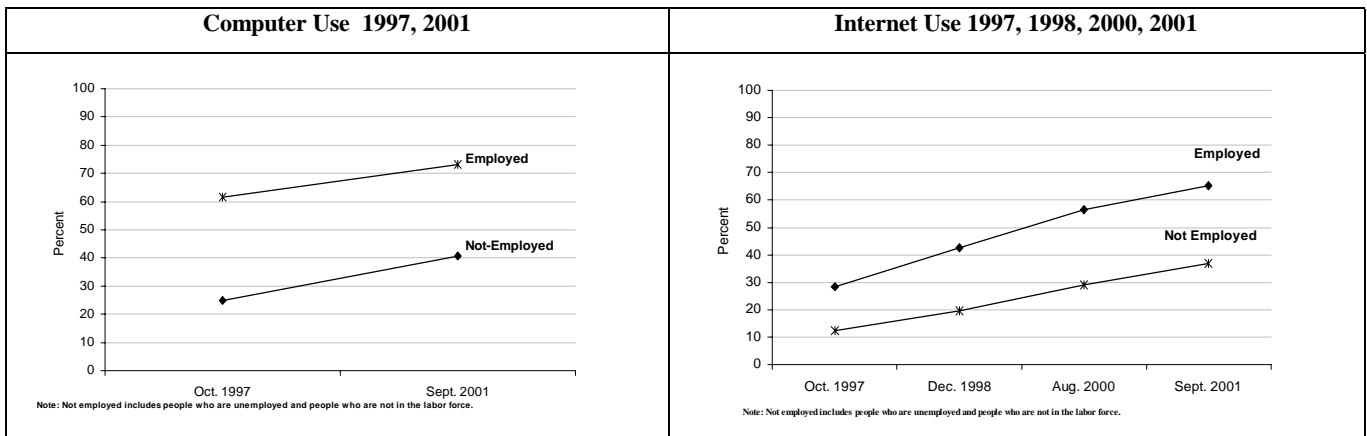 Computer Use 1997, 2001
100
90
80
70
60
50
40
30
20
10
0
Percent
Employed
Not-Employed
Oct. 1997
Sept. 2001
Note: Not employed includes people who are unemployed and people who are not in the labor force.
Internet Use 1997, 1998, 2000, 2001
100
90
80
70
60
50
40
30
20
10
0
Percent
Employed
Not Employed
Oct. 1997
Dec. 1998
Aug. 2000
Sept. 2001
Note: Not employed includes people who are unemployed and people who are not in the labor force.